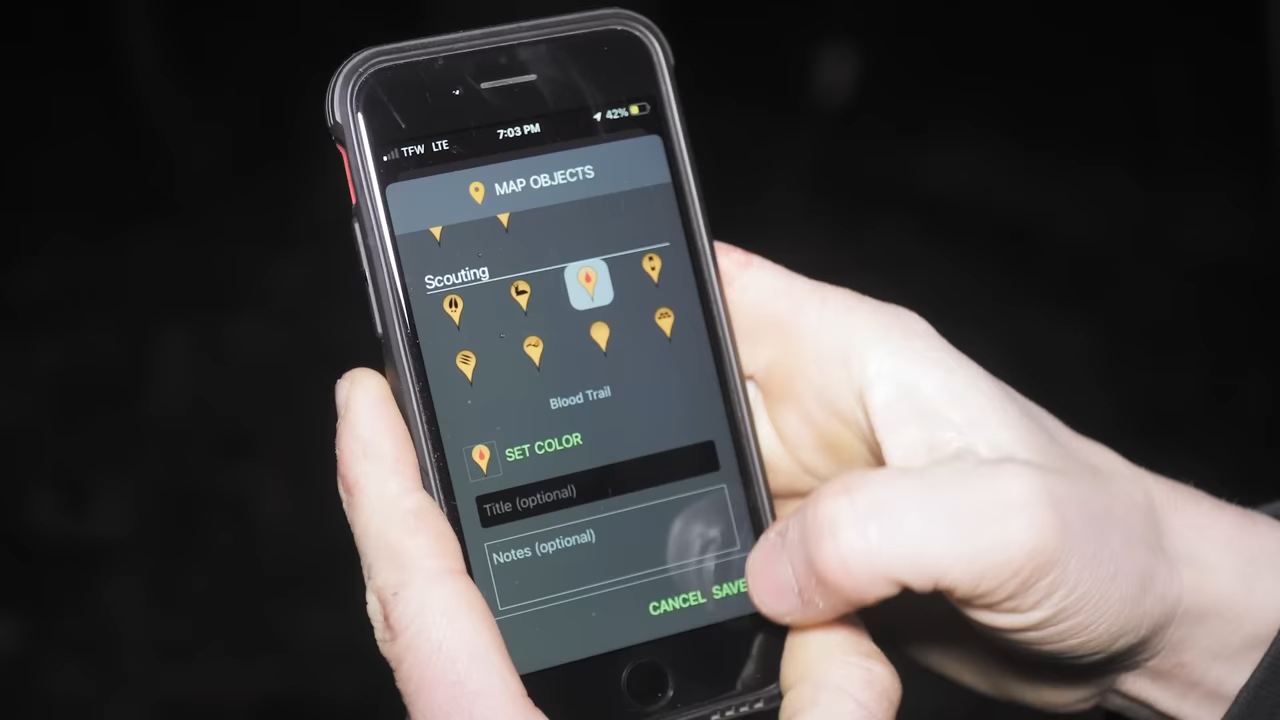 TFW LTE 7:03 PM 42%
MAP OBJECTS
Scouting
Blood Trail
SET COLOR
Title (optional)
Notes (optional)
CANCEL SAVE